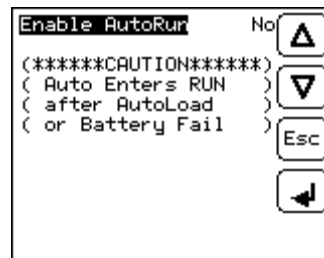 Enable AutoRun No
(******CAUTION******)
( Auto Enters RUN )
( after AutoLoad )
( or Battery Fail )
Esc